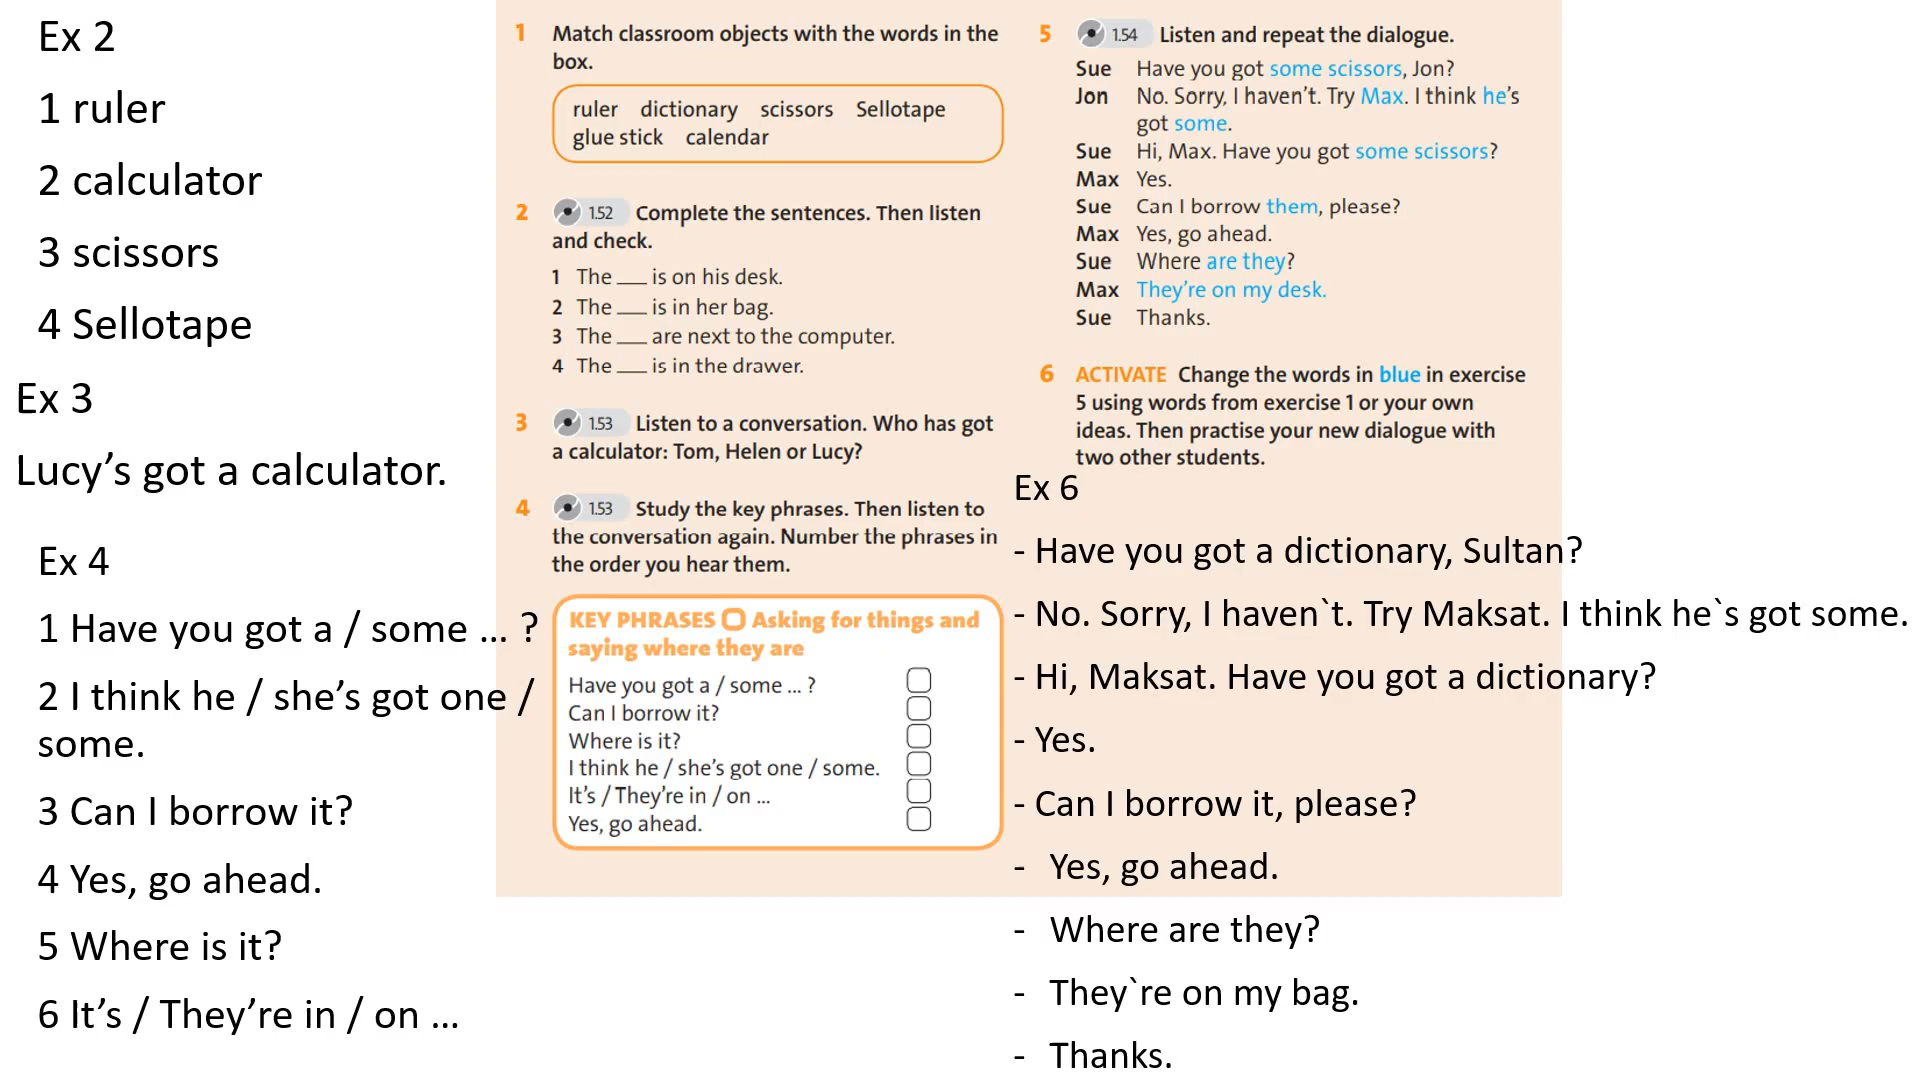 Ex 2
1 ruler
2 calculator
3 scissors
4 Sellotape
Ex 3
Lucy’s got a calculator.
Ex 4
1 Have you got a / some ... ?
2 I think he / she’s got one /
some.
3 Can I borrow it?
4 Yes, go ahead.
5 Where is it?
6 It’s / They’re in / on ...
1 Match classroom objects with the words in the
box.
ruler dictionary scissors Sellotape
glue stick calendar
2 1.52 Complete the sentences. Then listen
and check.
1 The ___ is on his desk.
2 The ___ is in her bag.
3 The ___ are next to the computer.
4 The ___ is in the drawer.
3 1.53 Listen to a conversation. Who has got
a calculator: Tom, Helen or Lucy?
4 1.53 Study the key phrases. Then listen to
the conversation again. Number the phrases in
the order you hear them.
KEY PHRASES Asking for things and
saying where they are
Have you got a / some ... ?
Can I borrow it?
Where is it?
I think he / she’s got one / some.
It’s / They’re in / on ...
Yes, go ahead.
5 1.54 Listen and repeat the dialogue.
Sue Have you got some scissors, Jon?
Jon No. Sorry, I haven’t. Try Max. I think he’s
got some.
Sue Hi, Max. Have you got some scissors?
Max Yes.
Sue Can I borrow them, please?
Max Yes, go ahead.
Sue Where are they?
Max They’re on my desk.
Sue Thanks.
6 ACTIVATE Change the words in blue in exercise
5 using words from exercise 1 or your own
ideas. Then practise your new dialogue with
two other students.
Ex 6
- Have you got a dictionary, Sultan?
- No. Sorry, I haven`t. Try Maksat. I think he`s got some.
- Hi, Maksat. Have you got a dictionary?
- Yes.
- Can I borrow it, please?
- Yes, go ahead.
- Where are they?
- They`re on my bag.
- Thanks.